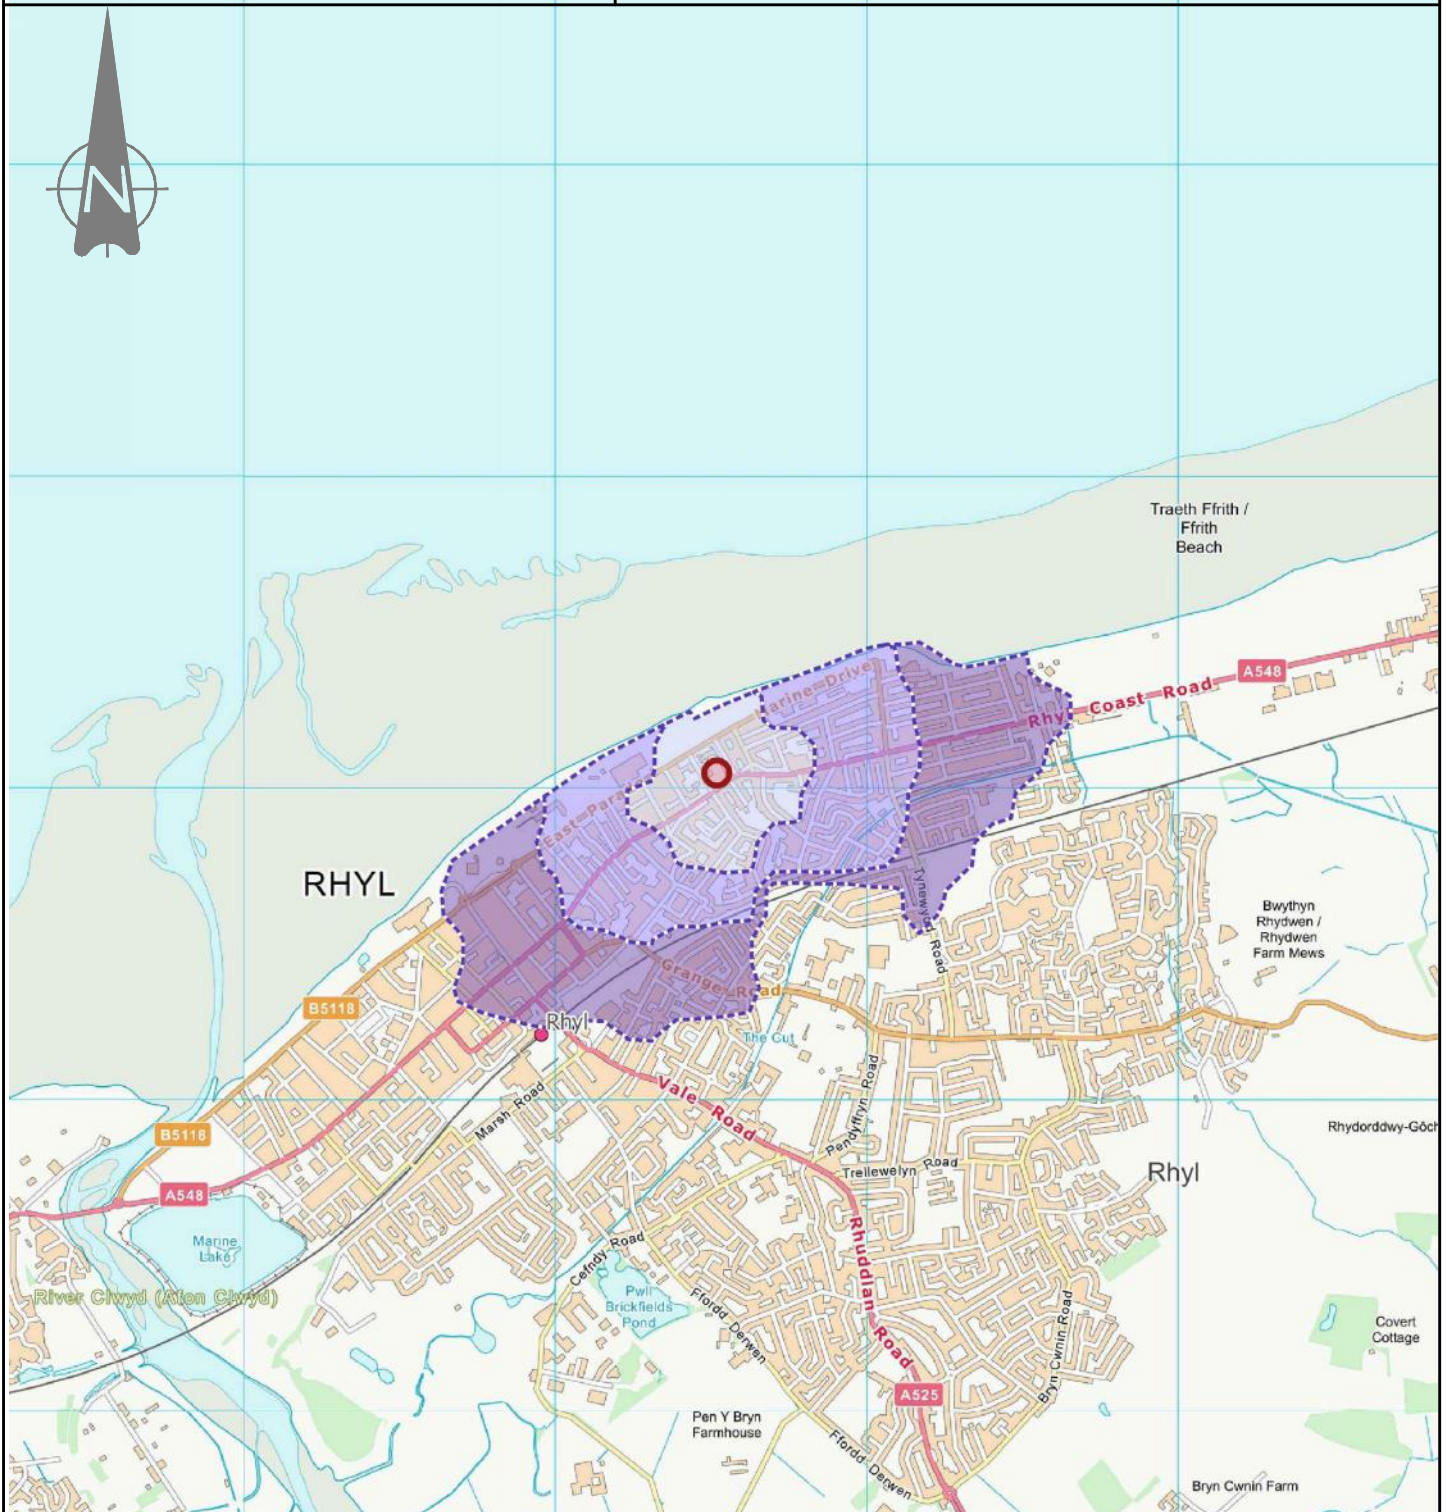 N
Traeth Ffrith /
Ffrith
Beach
A548
Rhyl Coast Road
Marine Drive
East Parade
RHYL
Tynewydd Road
Bwythyn
Rhydwen /
Rhydwen
Farm Mews
Grange Road
B5118
Rhyl
The Cut
Vale Road
Marsh Road
Pendyffryn Road
B5118
Rhydorddwy-Gôch
Trellewelyn Road
Rhyl
A548
Marine
Lake
Cefndy Road
Rhuddlan Road
River Clwyd (Afon Clwyd)
Pwll
Brickfields
Pond
Ffordd Derwen
Bryn Cwnin Road
Covert
Cottage
A525
Pen Y Bryn
Farmhouse
Ffordd Derwen
Bryn Cwnin Farm